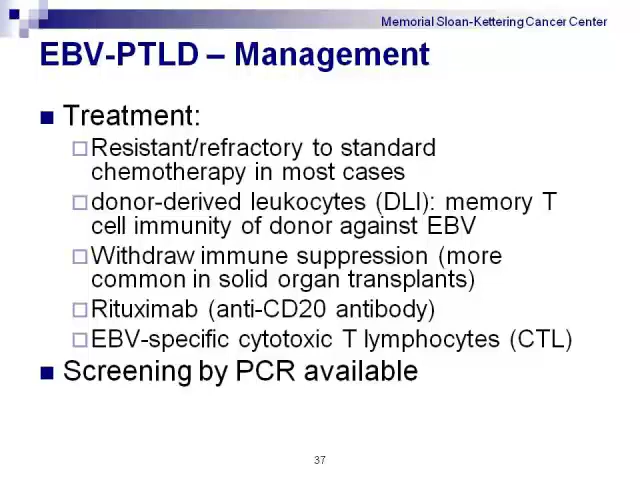 Memorial Sloan-Kettering Cancer Center
EBV-PTLD – Management
Treatment:
Resistant/refractory to standard
chemotherapy in most cases
donor-derived leukocytes (DLI): memory T
cell immunity of donor against EBV
Withdraw immune suppression (more
common in solid organ transplants)
Rituximab (anti-CD20 antibody)
EBV-specific cytotoxic T lymphocytes (CTL)
Screening by PCR available
37